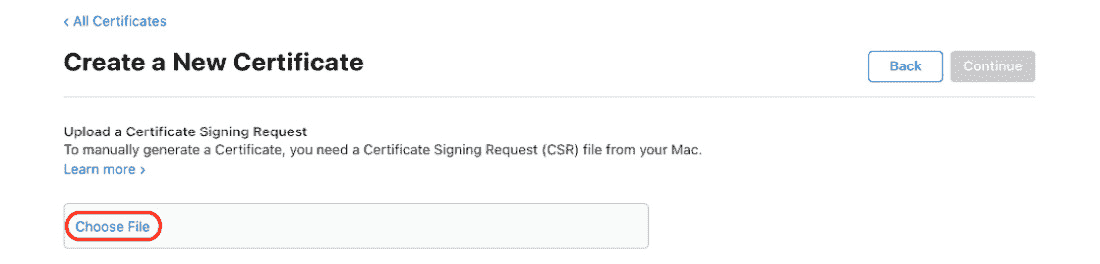 ‹ All Certificates
Create a New Certificate
Back
Continue
Upload a Certificate Signing Request
To manually generate a Certificate, you need a Certificate Signing Request (CSR) file from your Mac.
Learn more ›
Choose File